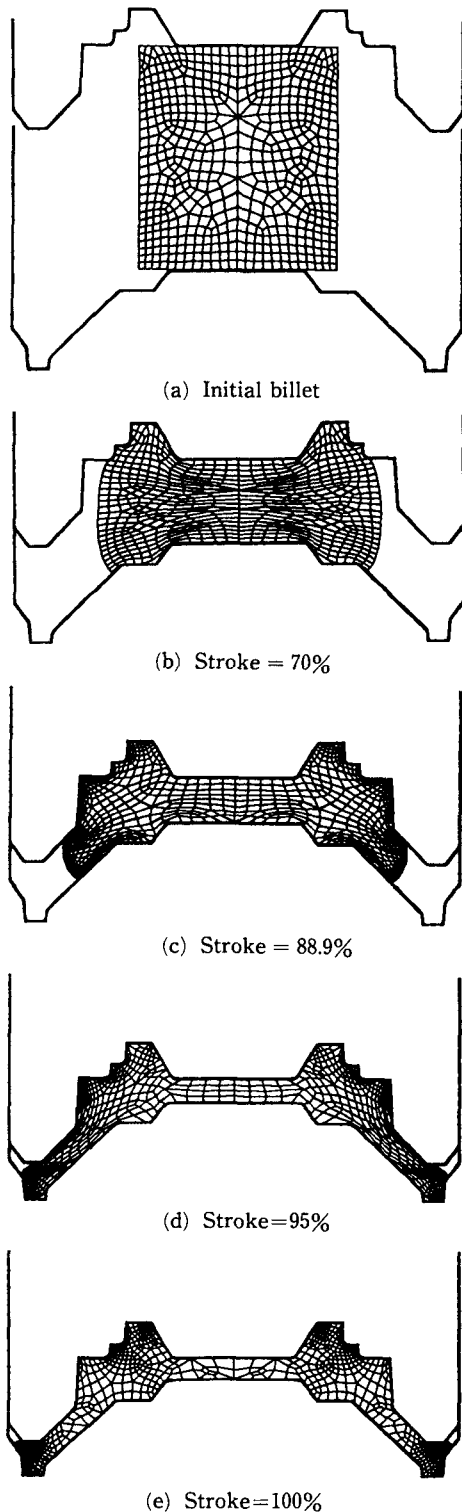 (a) Initial billet
(b) Stroke = 70%
(c) Stroke = 88.9%
(d) Stroke=95%
(e) Stroke=100%